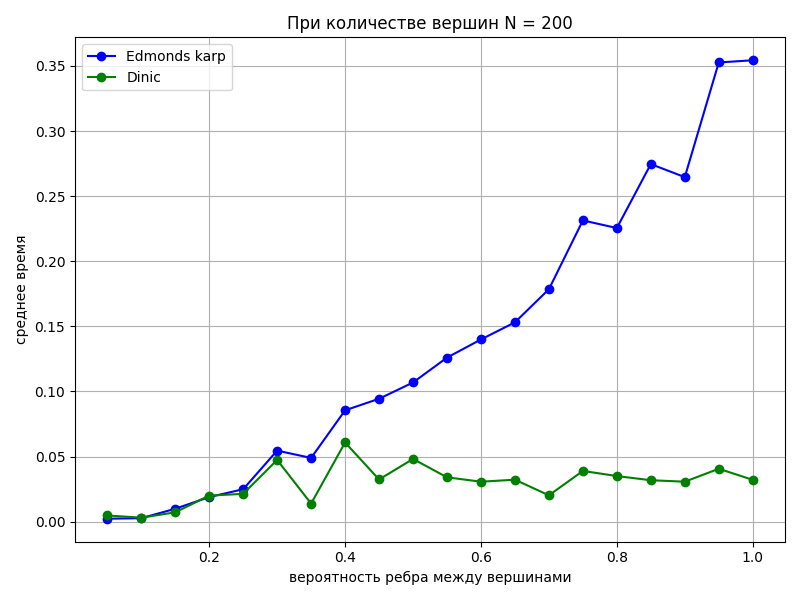 При количестве вершин N = 200
Edmonds karp
Dinic
среднее время
0.35
0.30
0.25
0.20
0.15
0.10
0.05
0.00
0.2 0.4 0.6 0.8 1.0
вероятность ребра между вершинами